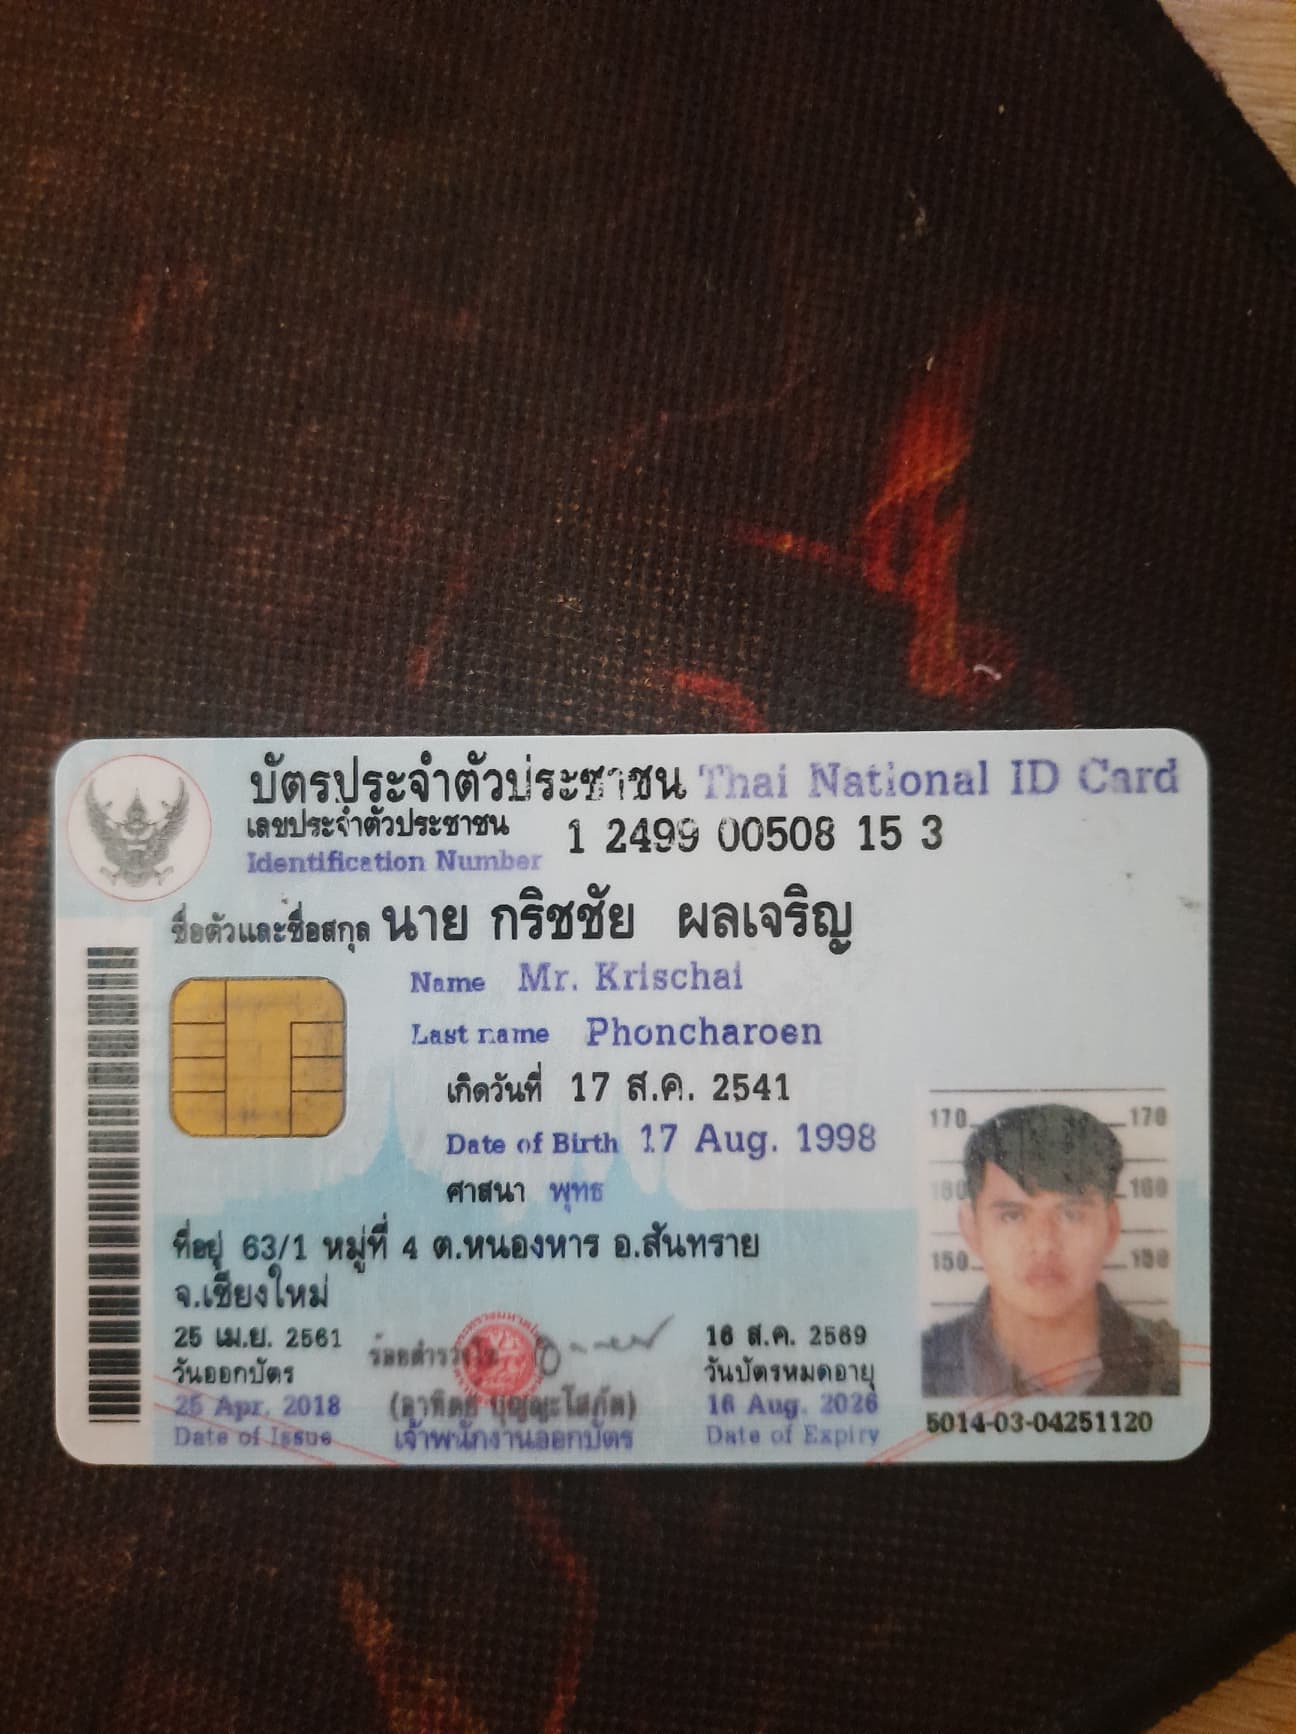 บัตรประจำตัวประชาชน Thai National ID Card
เลขประจำตัวประชาชน 1 2499 00508 15 3
Identification Number
ชื่อตัวและชื่อสกุล นาย กริชชัย ผลเจริญ
Name Mr. Krischai
Last name Phoncharoen
เกิดวันที่ 17 ส.ค. 2541
Date of Birth 17 Aug. 1998
ศาสนา พุทธ
ที่อยู่ 63/1 หมู่ที่ 4 ต.หนองหาร อ.สันทราย
จ.เชียงใหม่
25 เม.ย. 2561
วันออกบัตร
25 Apr. 2018
Date of Issue
ร้อยตำรวจโท
(อาทิตย์ บุญญะโสภัต)
เจ้าพนักงานออกบัตร
16 ส.ค. 2569
วันบัตรหมดอายุ
16 Aug. 2026
Date of Expiry
170 170
160 160
150 150
5014-03-04251120